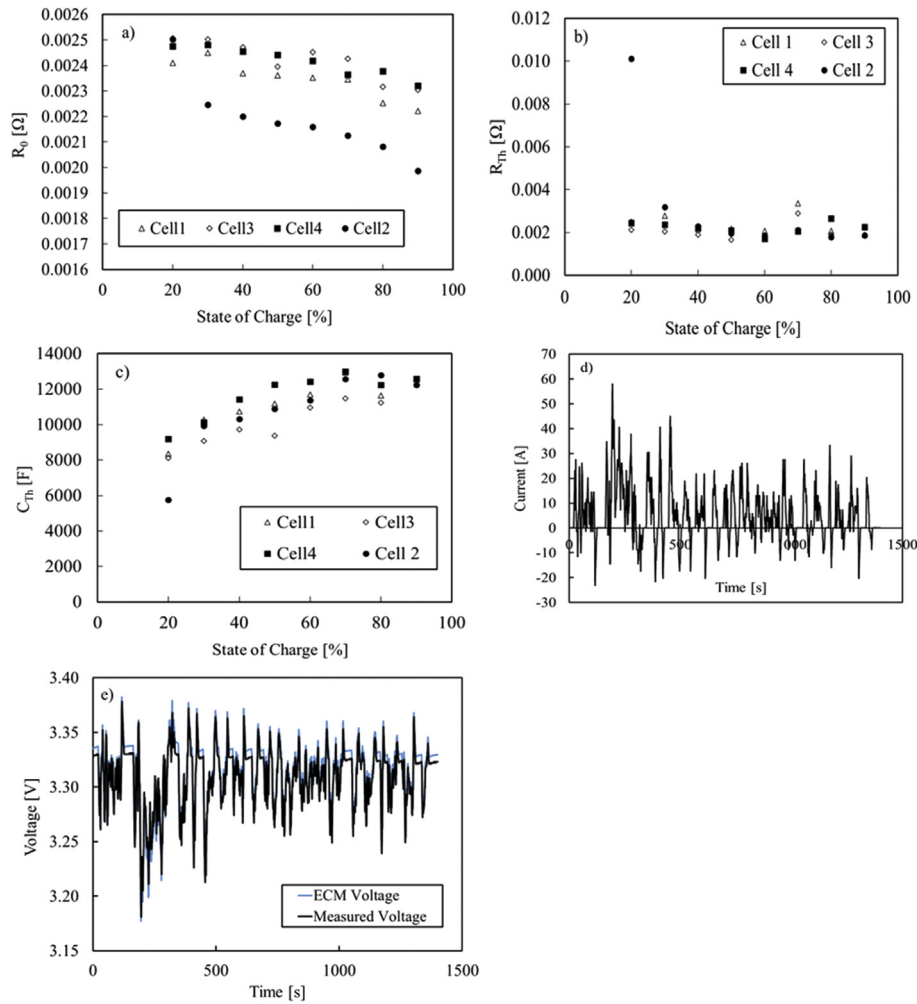 a)
0.0026
0.0025
0.0024
0.0023
0.0022
0.0021
0.0020
0.0019
0.0018
0.0017
0.0016
R0 [Ω]
Cell1 Cell3 Cell4 Cell2
0 20 40 60 80 100
State of Charge [%]
b)
0.012
0.010
0.008
0.006
0.004
0.002
0.000
RTh [Ω]
Cell 1 Cell 3
Cell 4 Cell 2
0 20 40 60 80 100
State of Charge [%]
c)
14000
12000
10000
8000
6000
4000
2000
0
CTh [F]
Cell1 Cell3
Cell4 Cell 2
0 20 40 60 80 100
State of Charge [%]
d)
70
60
50
40
30
20
10
0
-10
-20
-30
Current [A]
0 500 1000 1500
Time [s]
e)
3.40
3.35
3.30
3.25
3.20
3.15
Voltage [V]
ECM Voltage
Measured Voltage
0 500 1000 1500
Time [s]